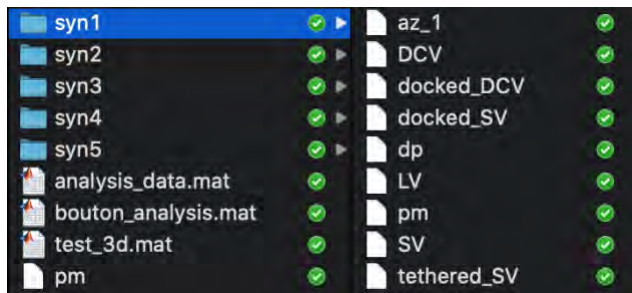 syn1
syn2
syn3
syn4
syn5
analysis_data.mat
bouton_analysis.mat
test_3d.mat
pm
az_1
DCV
docked_DCV
docked_SV
dp
LV
pm
SV
tethered_SV